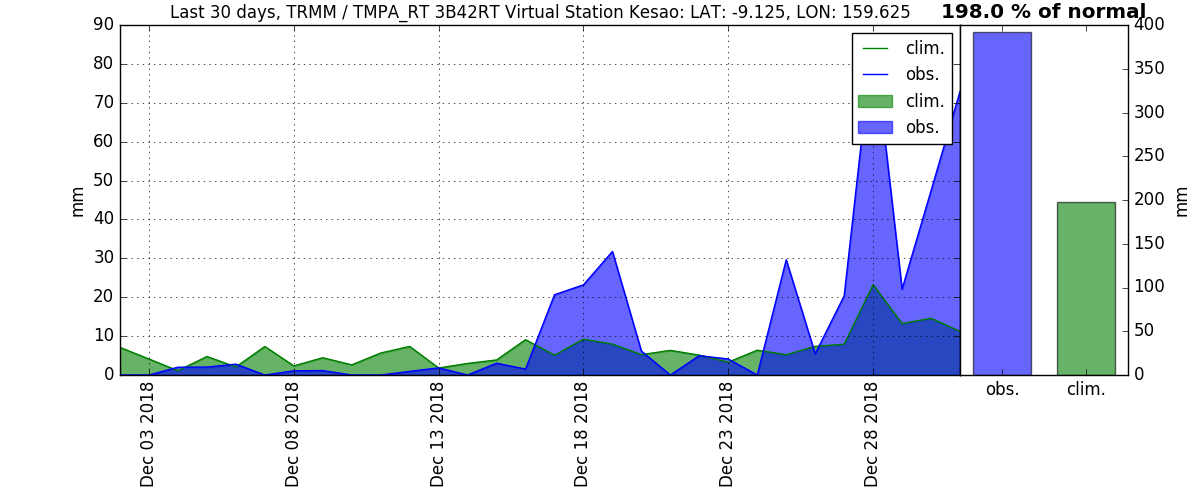 Last 30 days, TRMM / TMPA_RT 3B42RT Virtual Station Kesao: LAT: -9.125, LON: 159.625
198.0 % of normal
90
80
70
60
50
40
30
20
10
0
mm
clim.
obs.
clim.
obs.
400
350
300
250
200
150
100
50
0
mm
Dec 03 2018
Dec 08 2018
Dec 13 2018
Dec 18 2018
Dec 23 2018
Dec 28 2018
obs.
clim.